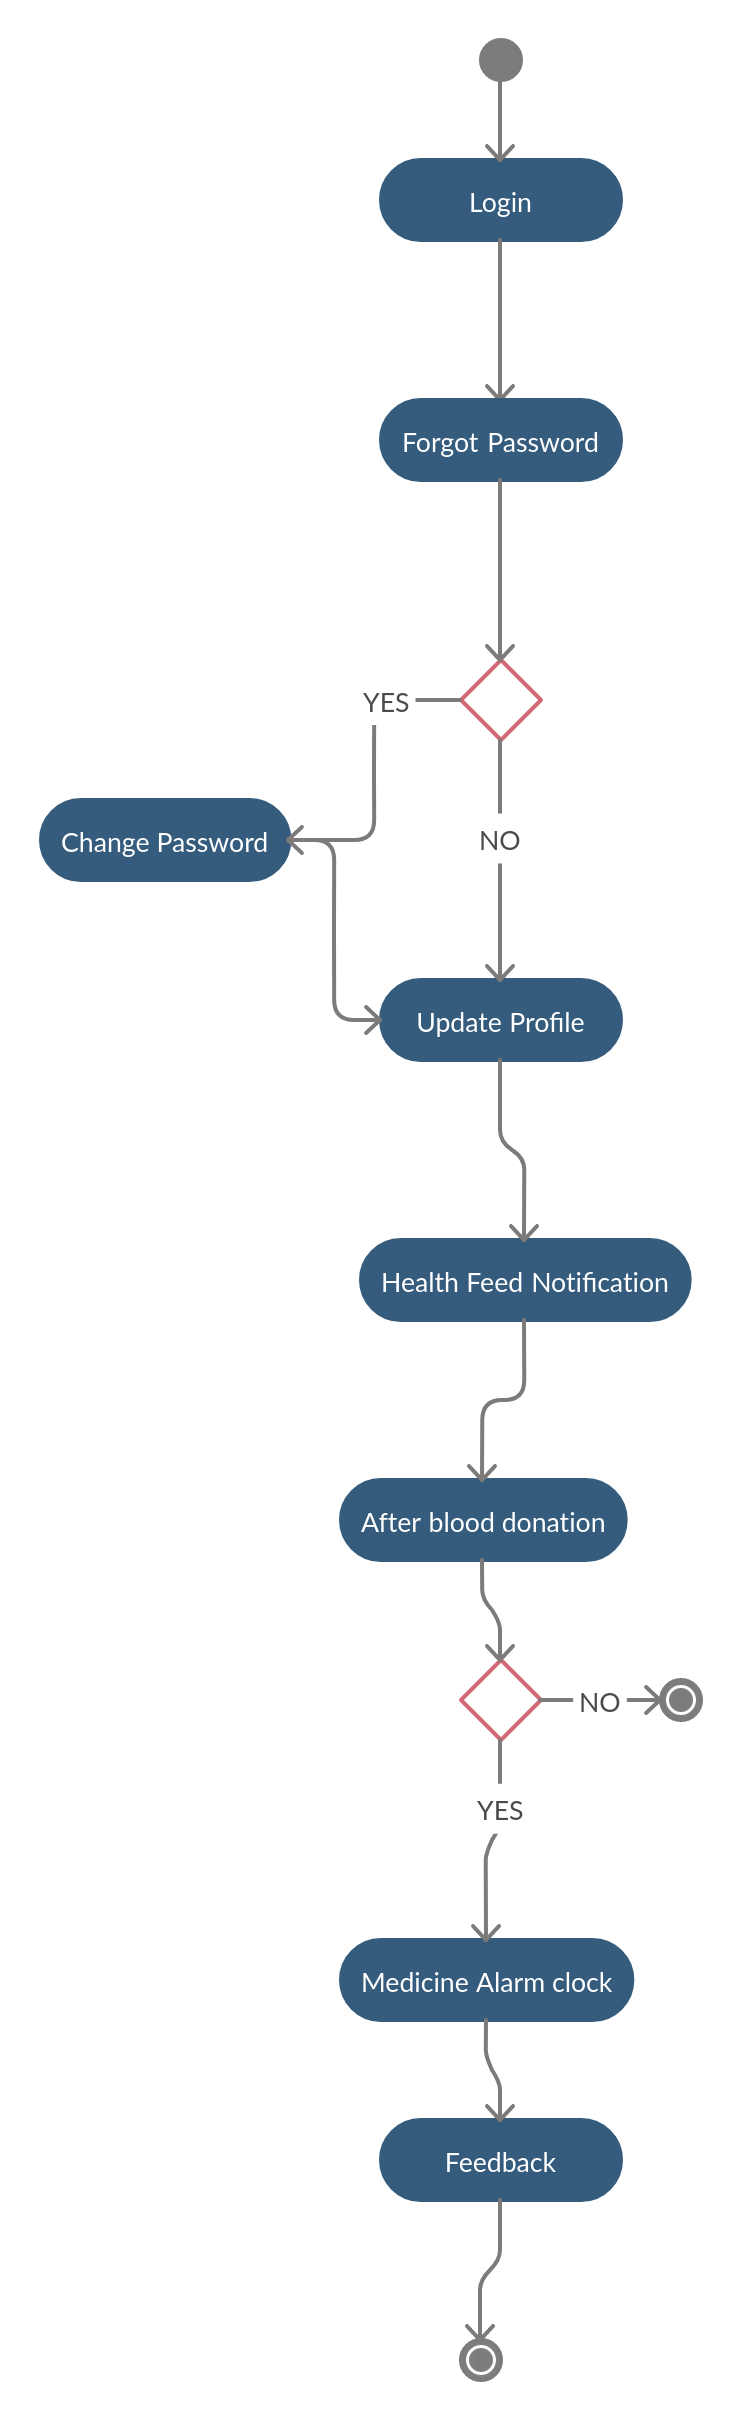 Login
Forgot Password
YES
NO
Change Password
Update Profile
Health Feed Notification
After blood donation
NO
YES
Medicine Alarm clock
Feedback